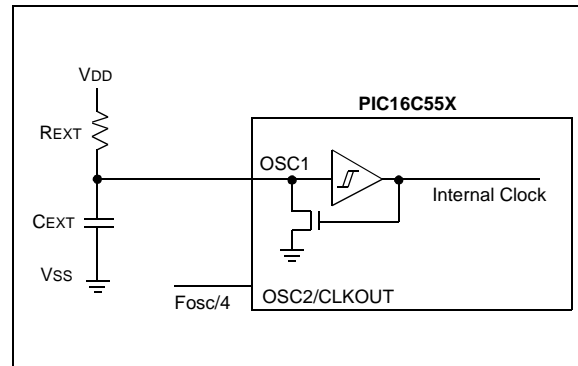 VDD
PIC16C55X
REXT
OSC1
Internal Clock
CEXT
VSS
OSC2/CLKOUT
Fosc/4